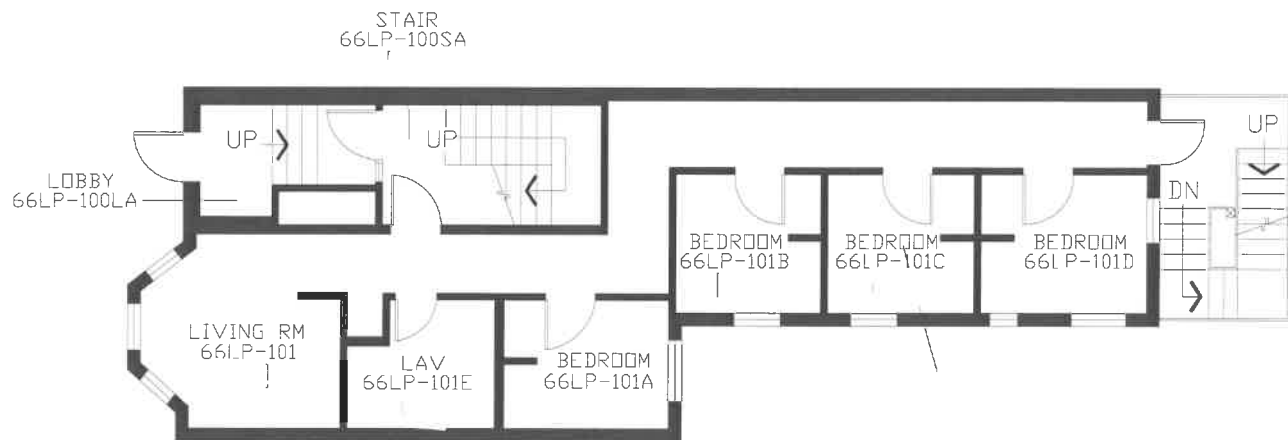 STAIR
66LP-100SA
UP
UP
UP
LOBBY
66LP-100LA
DN
BEDROOM
66LP-101B
BEDROOM
66LP-101C
BEDROOM
66LP-101D
LIVING RM
66LP-101
LAV
66LP-101E
BEDROOM
66LP-101A